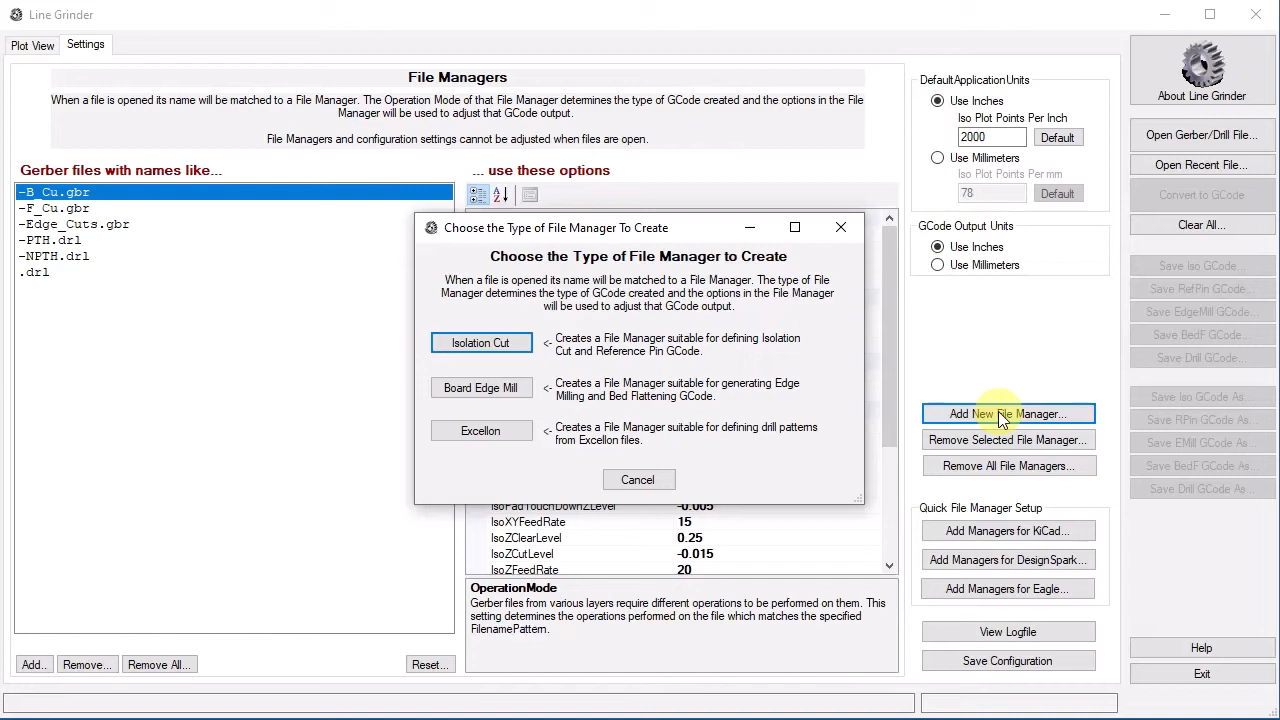 Line Grinder
Plot View
Settings
File Managers
When a file is opened its name will be matched to a File Manager. The Operation Mode of that File Manager determines the type of GCode created and the options in the File
Manager will be used to adjust that GCode output.
File Managers and configuration settings cannot be adjusted when files are open.
Gerber files with names like...
... use these options
-B_Cu.gbr
-F_Cu.gbr
-Edge_Cuts.gbr
-PTH.drl
-NPTH.drl
.drl
Choose the Type of File Manager To Create
Choose the Type of File Manager to Create
When a file is opened its name will be matched to a File Manager. The type of File
Manager determines the type of GCode created and the options in the File Manager
will be used to adjust that GCode output.
Isolation Cut
<- Creates a File Manager suitable for defining Isolation
Cut and Reference Pin GCode.
Board Edge Mill
<- Creates a File Manager suitable for generating Edge
Milling and Bed Flattening GCode.
Excellon
<- Creates a File Manager suitable for defining drill patterns
from Excellon files.
Cancel
IsoPadTouchDownZLevel -0.005
IsoXYFeedRate 15
IsoZClearLevel 0.25
IsoZCutLevel -0.015
IsoZFeedRate 20
OperationMode
Gerber files from various layers require different operations to be performed on them. This
setting determines the operations performed on the file which matches the specified
FilenamePattern.
Add..
Remove...
Remove All...
Reset...
DefaultApplicationUnits
Use Inches
Iso Plot Points Per Inch
2000
Default
Use Millimeters
Iso Plot Points Per mm
78
Default
GCode Output Units
Use Inches
Use Millimeters
Add New File Manager...
Remove Selected File Manager...
Remove All File Managers...
Quick File Manager Setup
Add Managers for KiCad...
Add Managers for DesignSpark...
Add Managers for Eagle...
View Logfile
Save Configuration
About Line Grinder
Open Gerber/Drill File...
Open Recent File...
Convert to GCode
Clear All...
Save Iso GCode...
Save RefPin GCode...
Save EdgeMill GCode...
Save BedF GCode...
Save Drill GCode...
Save Iso GCode As...
Save RPin GCode As...
Save EMill GCode As...
Save BedF GCode As...
Save Drill GCode As...
Help
Exit